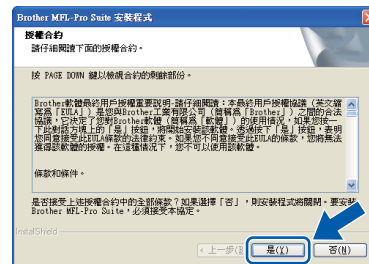 Brother MFL-Pro Suite 安裝程式
授權合約
請仔細閱讀下面的授權合約。
按 PAGE DOWN 鍵以檢視合約的剩餘部份。
Brother軟體最終用戶授權重要說明-請仔細閱讀：本最終用戶授權協議（英文縮
寫爲「EULA」）是您與Brother工業有限公司（簡稱爲「Brother」）之間的合法
協議，它決定了您對Brother軟體（簡稱爲「軟體」）的使用情況，如果您按一
下此對話方塊上的「是」按鈕，將開始安裝該軟體。透過按下「是」按鈕，表明
您同意接受此EULA條款的法律約束。如果您不同意接受此EULA的條款，您將無法
獲得該軟體的授權。在這種情況下，您不可以使用該軟體。
條款和條件。
是否接受上述授權合約中的全部條款？如果選擇「否」，則安裝程式將關閉。要安裝
Brother MFL-Pro Suite，必須接受本協定。
InstallShield
< 上一步(B)
是(Y)
否(N)